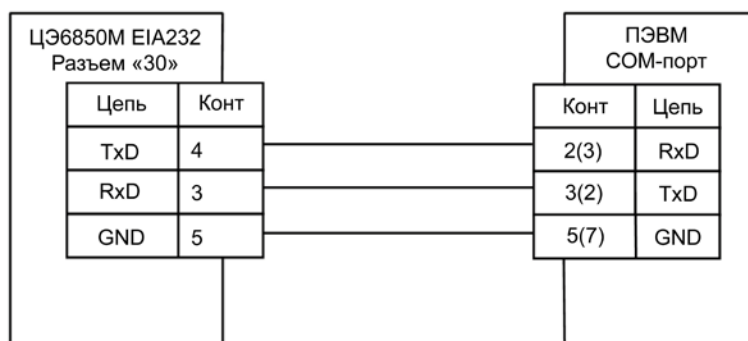 ЦЭ6850М EIA232
Разъем «30»
Цепь Конт
TxD 4
RxD 3
GND 5
ПЭВМ
COM-порт
Конт Цепь
2(3) RxD
3(2) TxD
5(7) GND